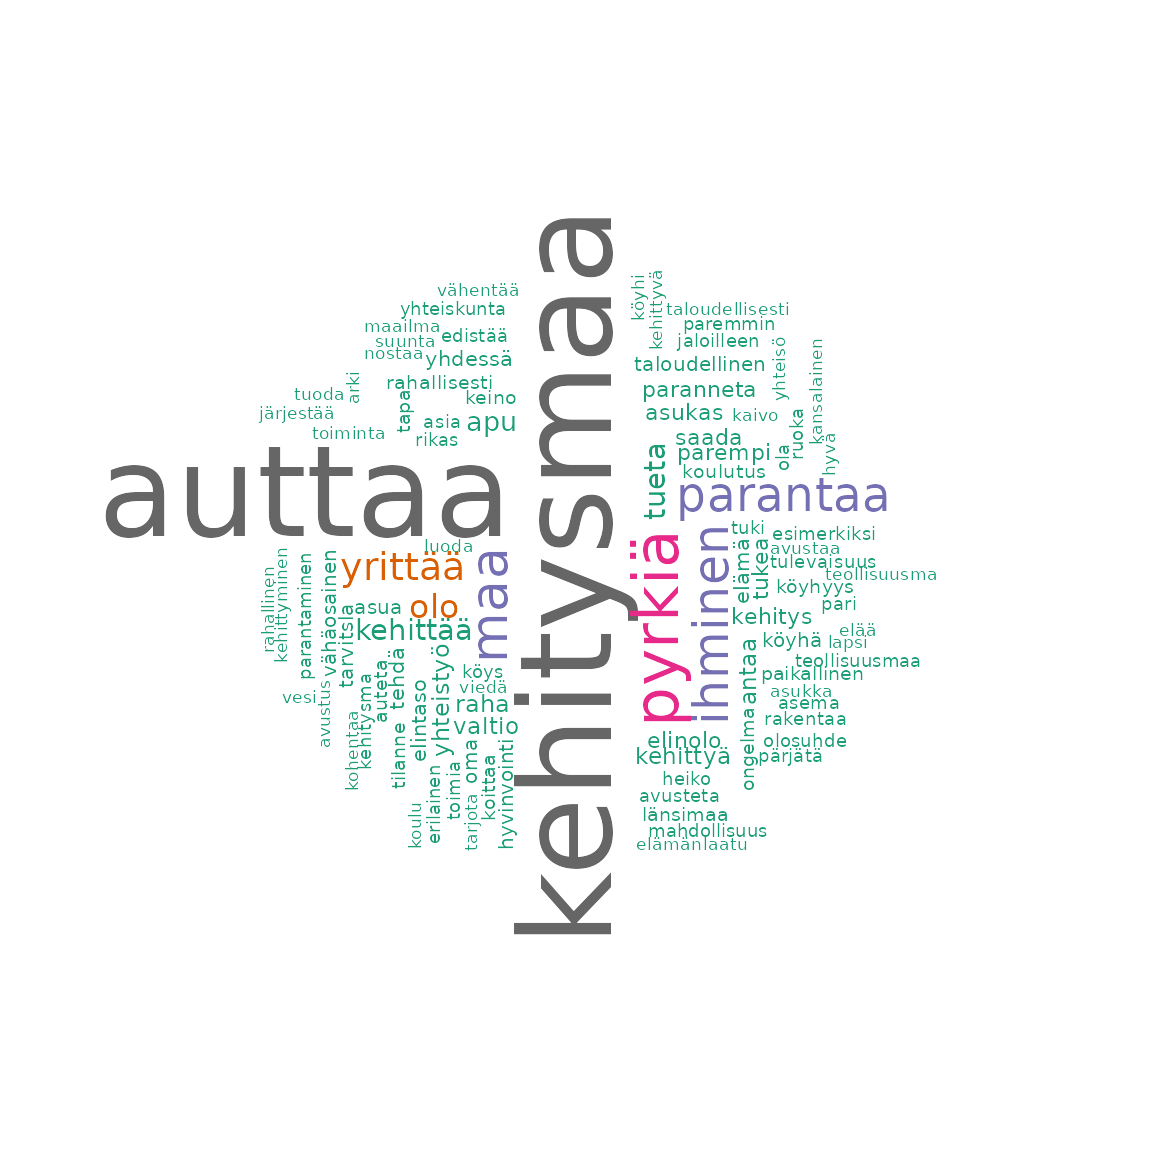 kehitysmaa
auttaa
pyrkiä
parantaa
ihminen
maa
yrittää
olo
kehittää
tueta
apu
vähentää
yhteiskunta
maailma
edistää
suunta
nostaa
yhdessä
rahallisesti
arki
keino
tuoda
tapa
järjestää
asia
toiminta
rikas
köyhi
kehittyvä
taloudellisesti
paremmin
jaloilleen
taloudellinen
yhteisö
kansalainen
paranneta
asukas
kaivo
ruoka
saada
parempi
ola
hyvä
koulutus
tuki
esimerkiksi
elämä
tukea
avustaa
tulevaisuus
teollisuusma
köyhyys
pari
kehitys
elää
köyhä
lapsi
teollisuusmaa
antaa
paikallinen
asukka
asema
rakentaa
ongelma
olosuhde
pärjätä
elinolo
kehittyä
heiko
avusteta
länsimaa
mahdollisuus
elämänlaatu
luoda
rahallinen
kehittyminen
parantaminen
vähäosainen
tarvitsla
asua
köys
viedä
raha
valtio
vesi
avustus
kohentaa
kehitysma
auteta
tehdä
tilanne
elintaso
yhteistyö
koulu
erilainen
toimia
oma
tarjota
koittaa
hyvinvointi